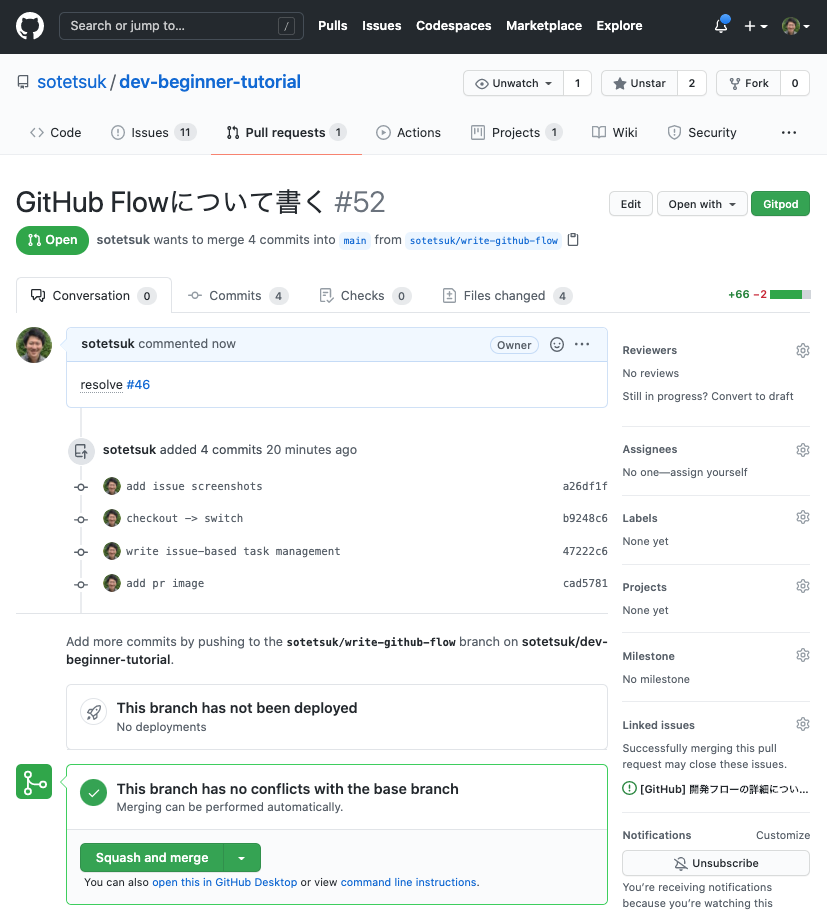 Search or jump to... /
Pulls Issues Codespaces Marketplace Explore
sotetsuk / dev-beginner-tutorial
Unwatch 1 Unstar 2 Fork 0
Code Issues 11 Pull requests 1 Actions Projects 1 Wiki Security ...
GitHub Flowについて書く #52
Edit Open with Gitpod
Open sotetsuk wants to merge 4 commits into main from sotetsuk/write-github-flow
Conversation 0 Commits 4 Checks 0 Files changed 4
+66 −2
sotetsuk commented now Owner ...
resolve #46
sotetsuk added 4 commits 20 minutes ago
add issue screenshots a26df1f
checkout -> switch b9248c6
write issue-based task management 47222c6
add pr image cad5781
Add more commits by pushing to the sotetsuk/write-github-flow branch on sotetsuk/dev-
beginner-tutorial.
This branch has not been deployed
No deployments
This branch has no conflicts with the base branch
Merging can be performed automatically.
Squash and merge
You can also open this in GitHub Desktop or view command line instructions.
Reviewers
No reviews
Still in progress? Convert to draft
Assignees
No one—assign yourself
Labels
None yet
Projects
None yet
Milestone
No milestone
Linked issues
Successfully merging this pull
request may close these issues.
[GitHub] 開発フローの詳細につい...
Notifications Customize
Unsubscribe
You're receiving notifications
because you're watching this